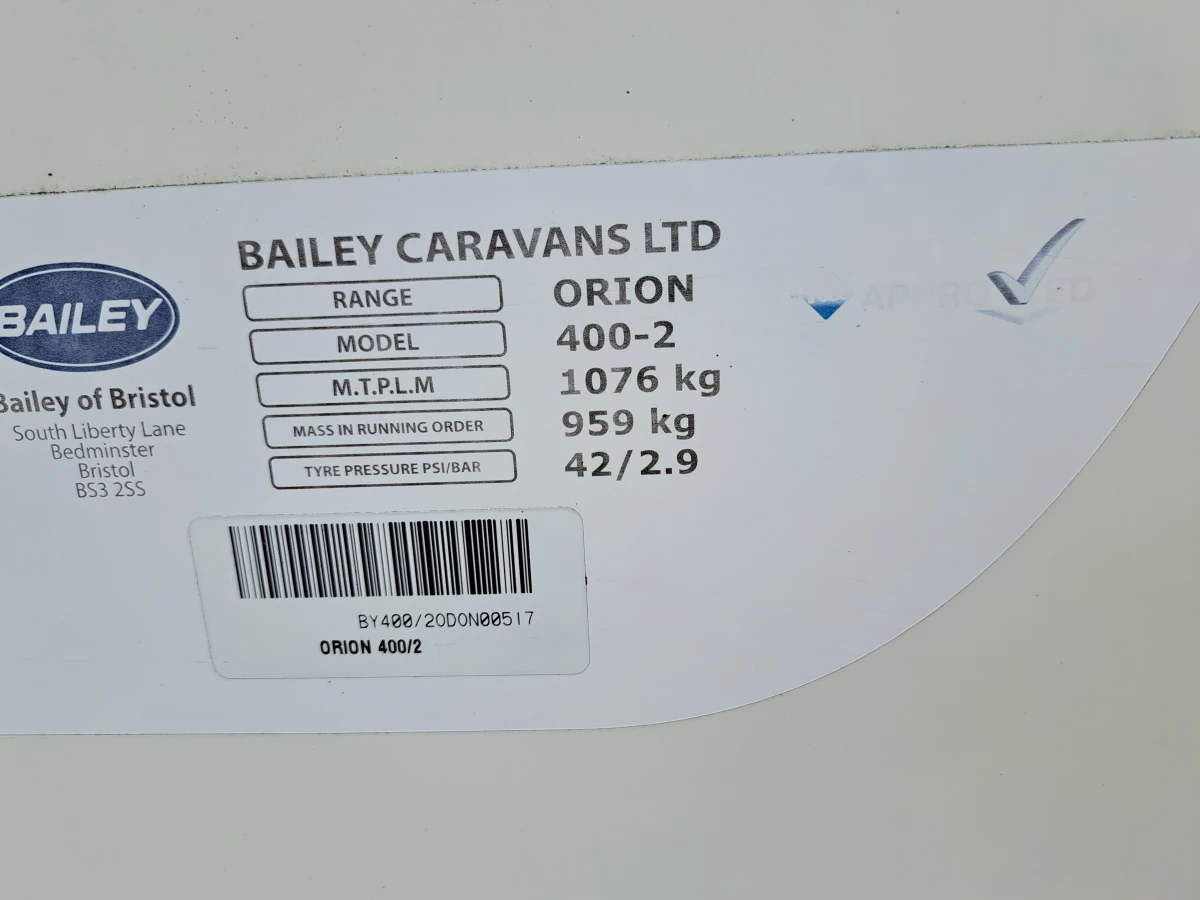 BAILEY CARAVANS LTD
RANGE ORION
MODEL 400-2
M.T.P.L.M 1076 kg
MASS IN RUNNING ORDER 959 kg
TYRE PRESSURE PSI/BAR 42/2.9
BAILEY
Bailey of Bristol
South Liberty Lane
Bedminster
Bristol
BS3 2SS
APPROVED
BY400/20DON00517
ORION 400/2